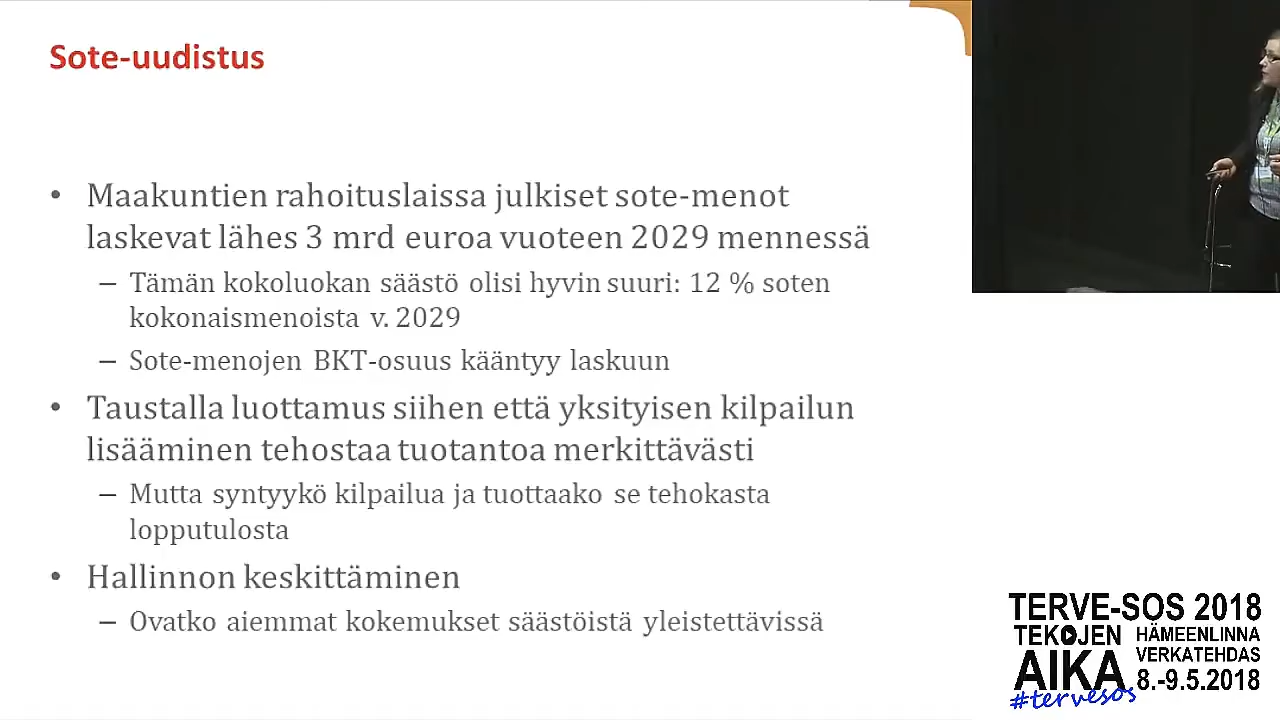 Sote-uudistus
• Maakuntien rahoituslaissa julkiset sote-menot
laskevat lähes 3 mrd euroa vuoteen 2029 mennessä
– Tämän kokoluokan säästö olisi hyvin suuri: 12 % soten
kokonaismenoista v. 2029
– Sote-menojen BKT-osuus kääntyy laskuun
• Taustalla luottamus siihen että yksityisen kilpailun
lisääminen tehostaa tuotantoa merkittävästi
– Mutta syntyykö kilpailua ja tuottaako se tehokasta
lopputulosta
• Hallinnon keskittäminen
– Ovatko aiemmat kokemukset säästöistä yleistettävissä
TERVE-SOS 2018
TEKOJEN
AIKA
HÄMEENLINNA
VERKATEHDAS
8.-9.5.2018
#tervesos